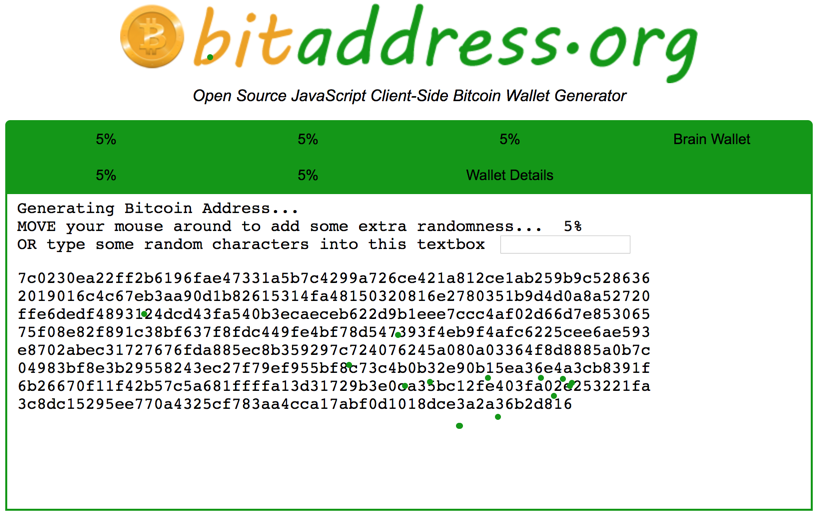 bitaddress.org
Open Source JavaScript Client-Side Bitcoin Wallet Generator
5% 5% 5% Brain Wallet
5% 5% Wallet Details
Generating Bitcoin Address...
MOVE your mouse around to add some extra randomness... 5%
OR type some random characters into this textbox
7c0230ea22ff2b6196fae47331a5b7c4299a726ce421a812ce1ab259b9c528636
2019016c4c67eb3aa90d1b82615314fa48150320816e2780351b9d4d0a8a52720
ffe6dedf4893124dcd43fa540b3ecaeceb622d9b1eee7ccc4af02d66d7e853065
75f08e82f891c38bf637f8fdc449fe4bf78d547393f4eb9f4afc6225cee6ae593
e8702abec31727676fda885ec8b359297c724076245a080a03364f8d8885a0b7c
04983bf8e3b29558243ec27f79ef955bf8c73c4b0b32e90b15ea36e4a3cb8391f
6b26670f11f42b57c5a681ffffa13d31729b3e0ca35bc12fe403fa02e253221fa
3c8dc15295ee770a4325cf783aa4cca17abf0d1018dce3a2a36b2d816